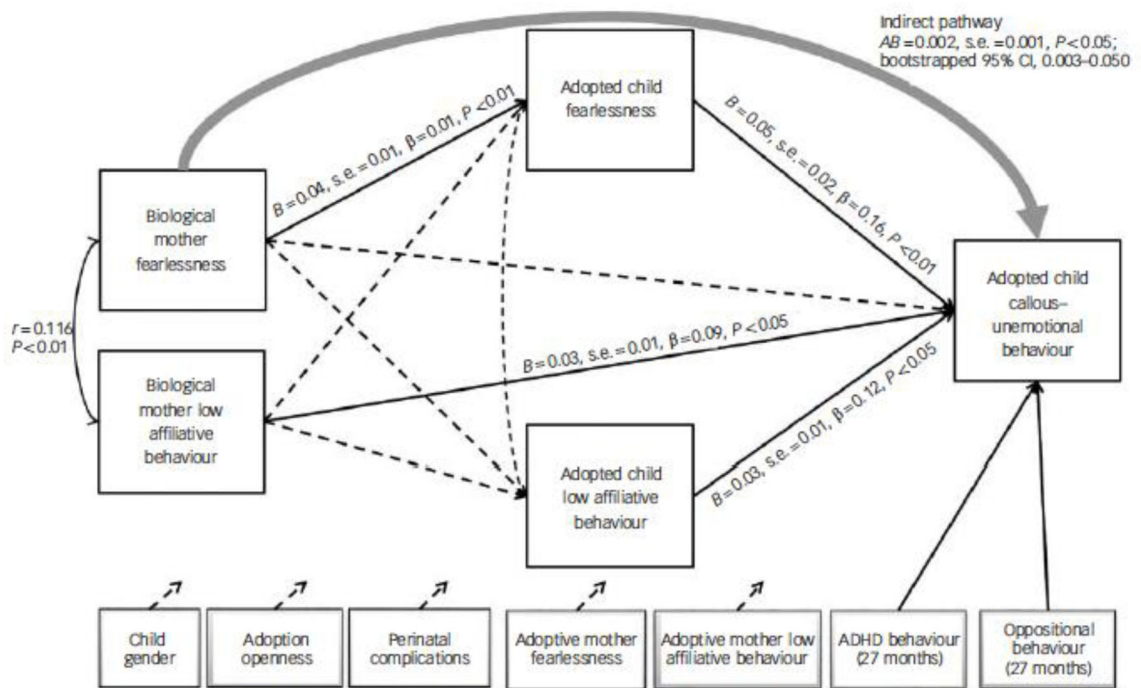 Indirect pathway
AB=0.002, s.e.=0.001, P<0.05;
bootstrapped 95% CI, 0.003–0.050
Adopted child
fearlessness
B=0.04, s.e.=0.01, β=0.01, P<0.01
B=0.05, s.e.=0.02, β=0.16, P<0.01
Biological
mother
fearlessness
Adopted child
callous–
unemotional
behaviour
r=0.116
P<0.01
B=0.03, s.e.=0.01, β=0.09, P<0.05
Biological
mother low
affiliative
behaviour
B=0.03, s.e.=0.01, β=0.12, P<0.05
Adopted child
low affiliative
behaviour
Child
gender
Adoption
openness
Perinatal
complications
Adoptive mother
fearlessness
Adoptive mother low
affiliative behaviour
ADHD behaviour
(27 months)
Oppositional
behaviour
(27 months)